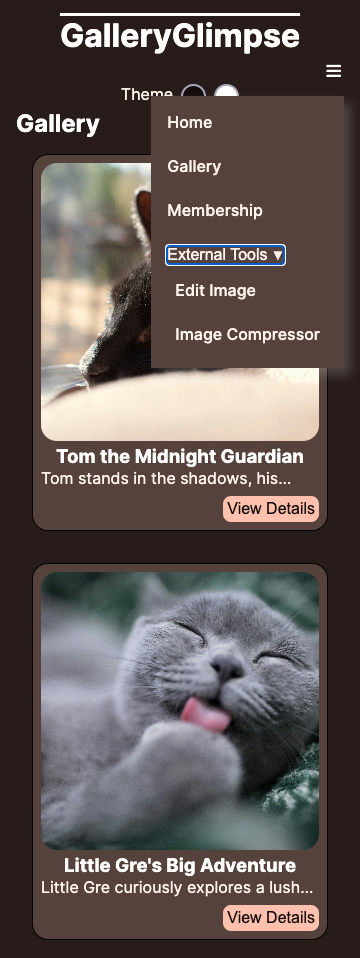 GalleryGlimpse
Theme
Gallery
Home
Gallery
Membership
External Tools ▼
Edit Image
Image Compressor
Tom the Midnight Guardian
Tom stands in the shadows, his...
View Details
Little Gre's Big Adventure
Little Gre curiously explores a lush...
View Details